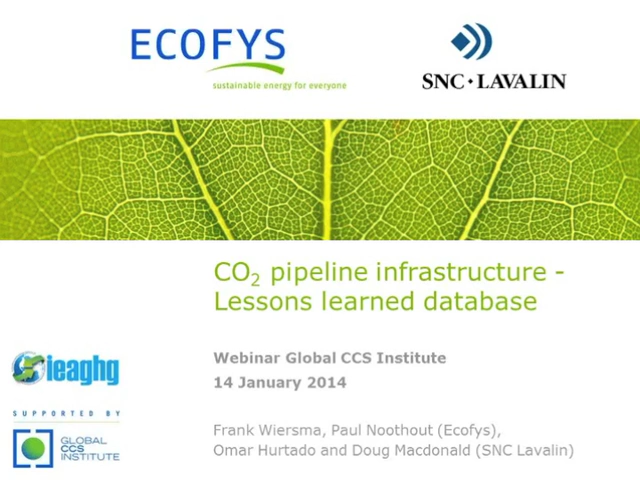 ECOFYS
sustainable energy for everyone
SNC·LAVALIN
CO₂ pipeline infrastructure -
Lessons learned database
Webinar Global CCS Institute
14 January 2014
ieaghg
SUPPORTED BY
GLOBAL
CCS
INSTITUTE
Frank Wiersma, Paul Noothout (Ecofys),
Omar Hurtado and Doug Macdonald (SNC Lavalin)